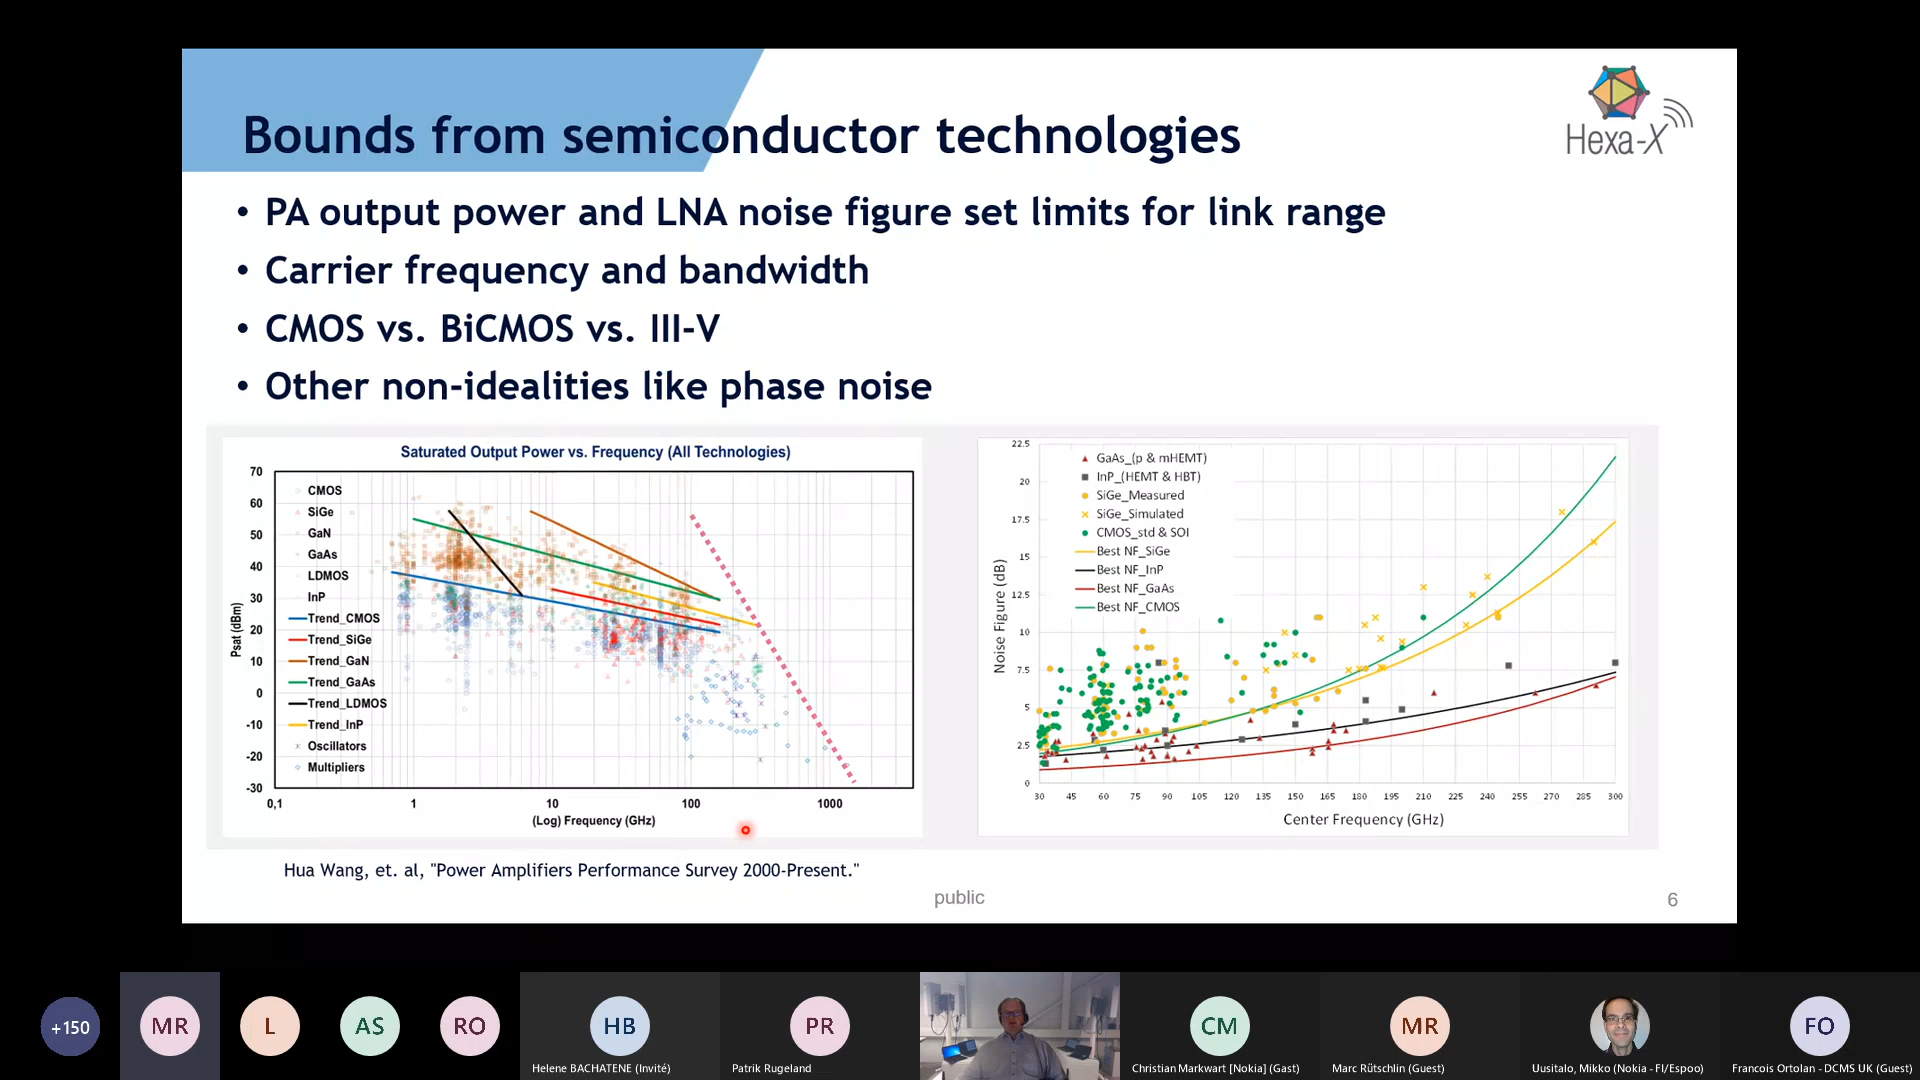 Bounds from semiconductor technologies
Hexa-X
• PA output power and LNA noise figure set limits for link range
• Carrier frequency and bandwidth
• CMOS vs. BiCMOS vs. III-V
• Other non-idealities like phase noise
Saturated Output Power vs. Frequency (All Technologies)
Psat (dBm)
70
60
50
40
30
20
10
0
-10
-20
-30
CMOS
SiGe
GaN
GaAs
LDMOS
InP
Trend_CMOS
Trend_SiGe
Trend_GaN
Trend_GaAs
Trend_LDMOS
Trend_InP
Oscillators
Multipliers
0,1 1 10 100 1000
(Log) Frequency (GHz)
Noise Figure (dB)
22.5
20
17.5
15
12.5
10
7.5
5
2.5
0
GaAs_(p & mHEMT)
InP_(HEMT & HBT)
SiGe_Measured
SiGe_Simulated
CMOS_std & SOI
Best NF_SiGe
Best NF_InP
Best NF_GaAs
Best NF_CMOS
30 45 60 75 90 105 120 135 150 165 180 195 210 225 240 255 270 285 300
Center Frequency (GHz)
Hua Wang, et. al, "Power Amplifiers Performance Survey 2000-Present."
public
6
+150
MR
L
AS
RO
HB
PR
CM
MR
FO
Helene BACHATENE (Invité)
Patrik Rugeland
Christian Markwart [Nokia] (Gast)
Marc Rütschlin (Guest)
Uusitalo, Mikko (Nokia - FI/Espoo)
Francois Ortolan - DCMS UK (Guest)